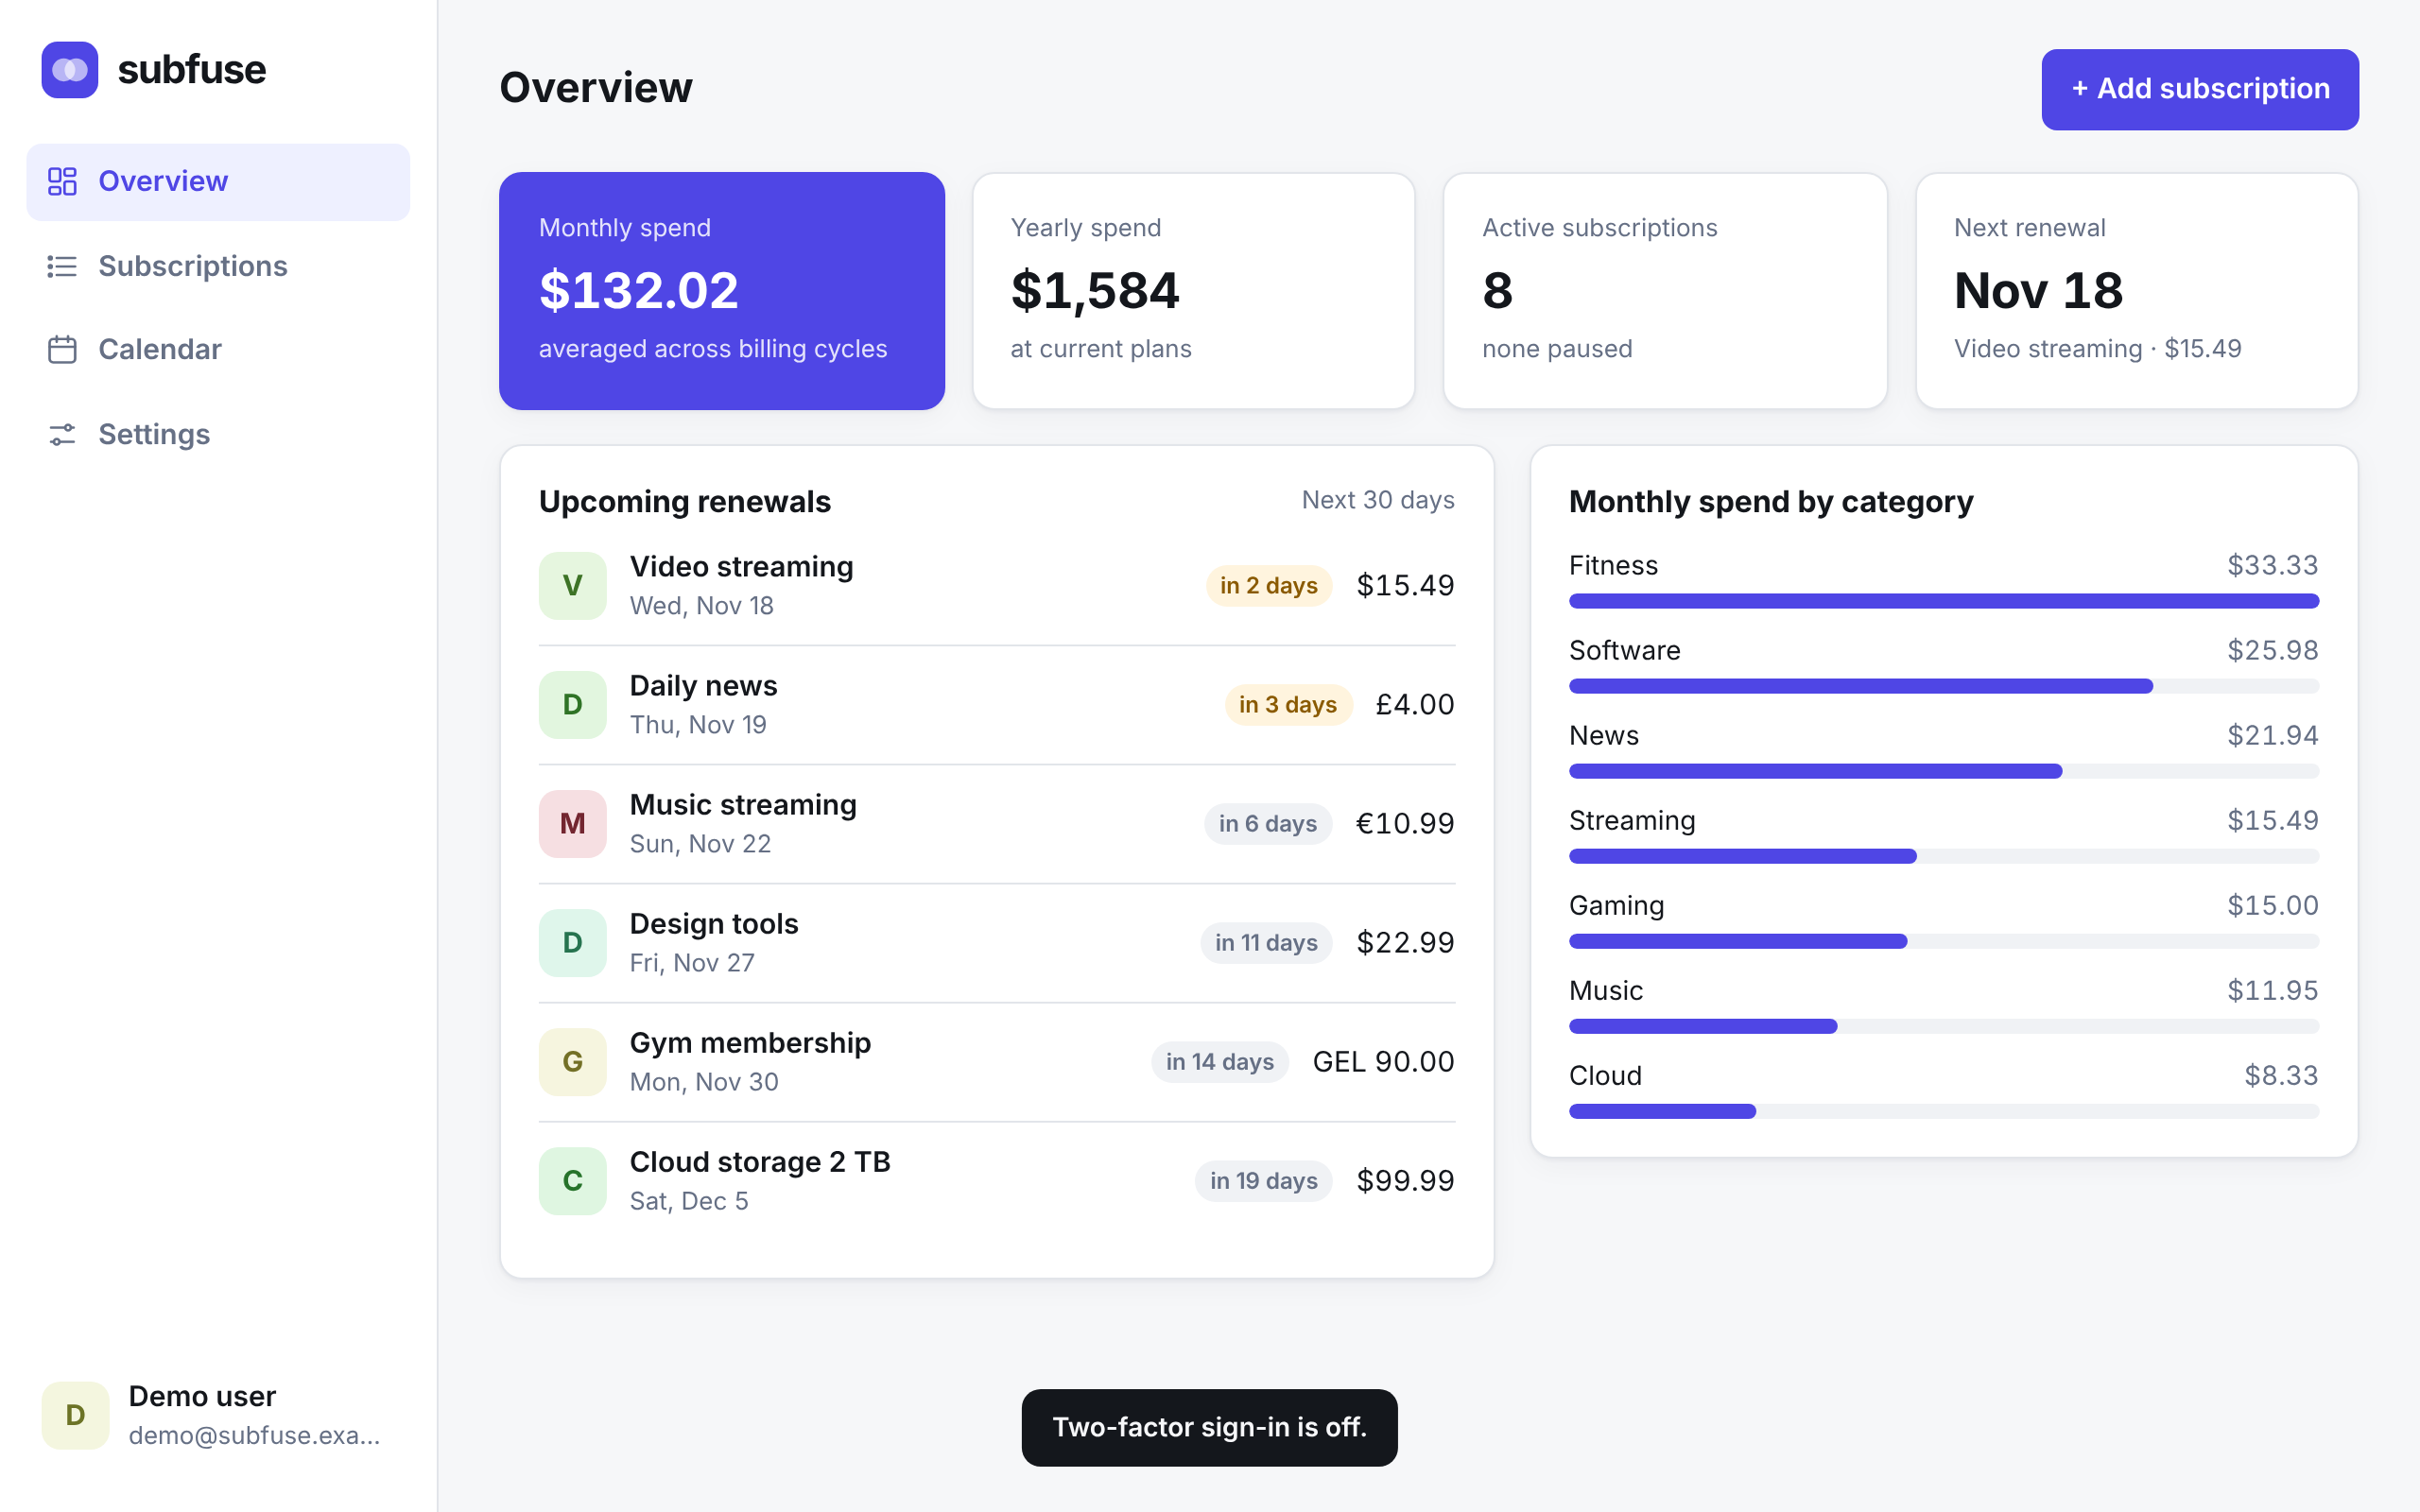 subfuse
Overview
Subscriptions
Calendar
Settings
D
Demo user
demo@subfuse.exa...
Overview
+ Add subscription
Monthly spend
$132.02
averaged across billing cycles
Yearly spend
$1,584
at current plans
Active subscriptions
8
none paused
Next renewal
Nov 18
Video streaming · $15.49
Upcoming renewals
Next 30 days
V
Video streaming
Wed, Nov 18
in 2 days
$15.49
D
Daily news
Thu, Nov 19
in 3 days
£4.00
M
Music streaming
Sun, Nov 22
in 6 days
€10.99
D
Design tools
Fri, Nov 27
in 11 days
$22.99
G
Gym membership
Mon, Nov 30
in 14 days
GEL 90.00
C
Cloud storage 2 TB
Sat, Dec 5
in 19 days
$99.99
Monthly spend by category
Fitness $33.33
Software $25.98
News $21.94
Streaming $15.49
Gaming $15.00
Music $11.95
Cloud $8.33
Two-factor sign-in is off.